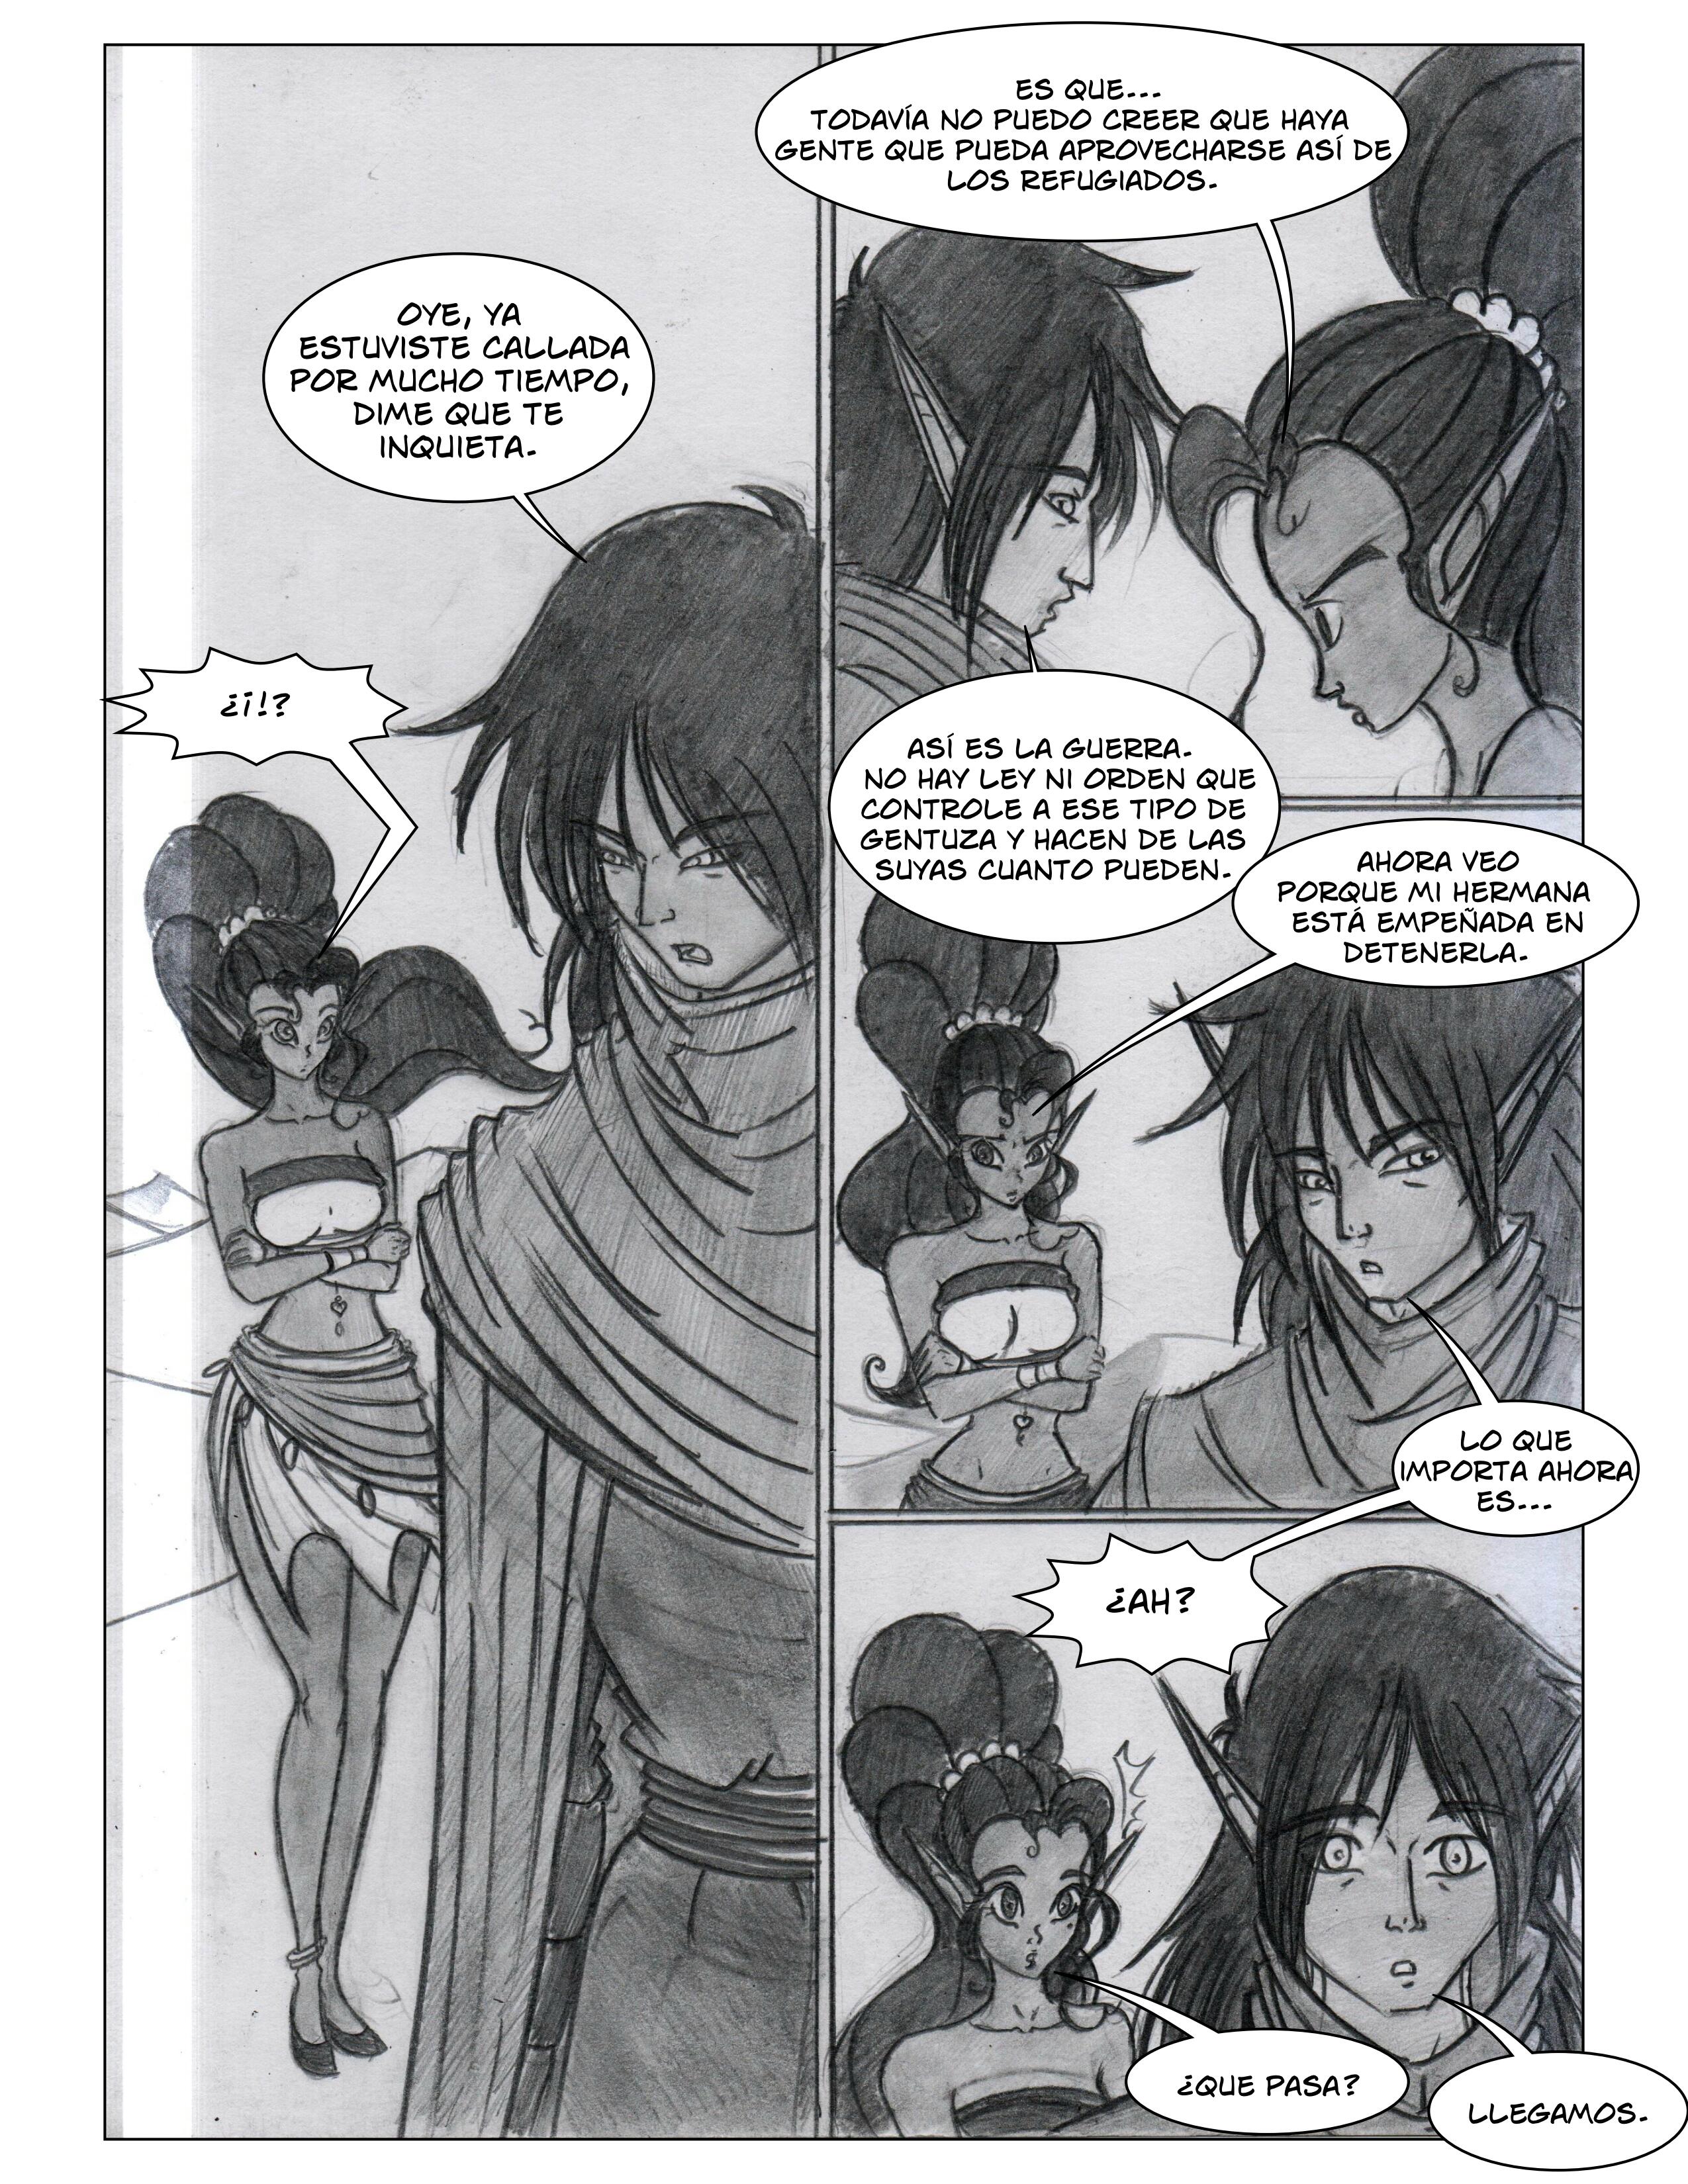 OYE, YA
ESTUVISTE CALLADA
POR MUCHO TIEMPO,
DIME QUE TE
INQUIETA.
¿¡!?
ES QUE...
TODAVÍA NO PUEDO CREER QUE HAYA
GENTE QUE PUEDA APROVECHARSE ASÍ DE
LOS REFUGIADOS.
ASÍ ES LA GUERRA.
NO HAY LEY NI ORDEN QUE
CONTROLE A ESE TIPO DE
GENTUZA Y HACEN DE LAS
SUYAS CUANTO PUEDEN.
AHORA VEO
PORQUE MI HERMANA
ESTÁ EMPEÑADA EN
DETENERLA.
LO QUE
IMPORTA AHORA
ES...
¿AH?
¿QUE PASA?
LLEGAMOS.